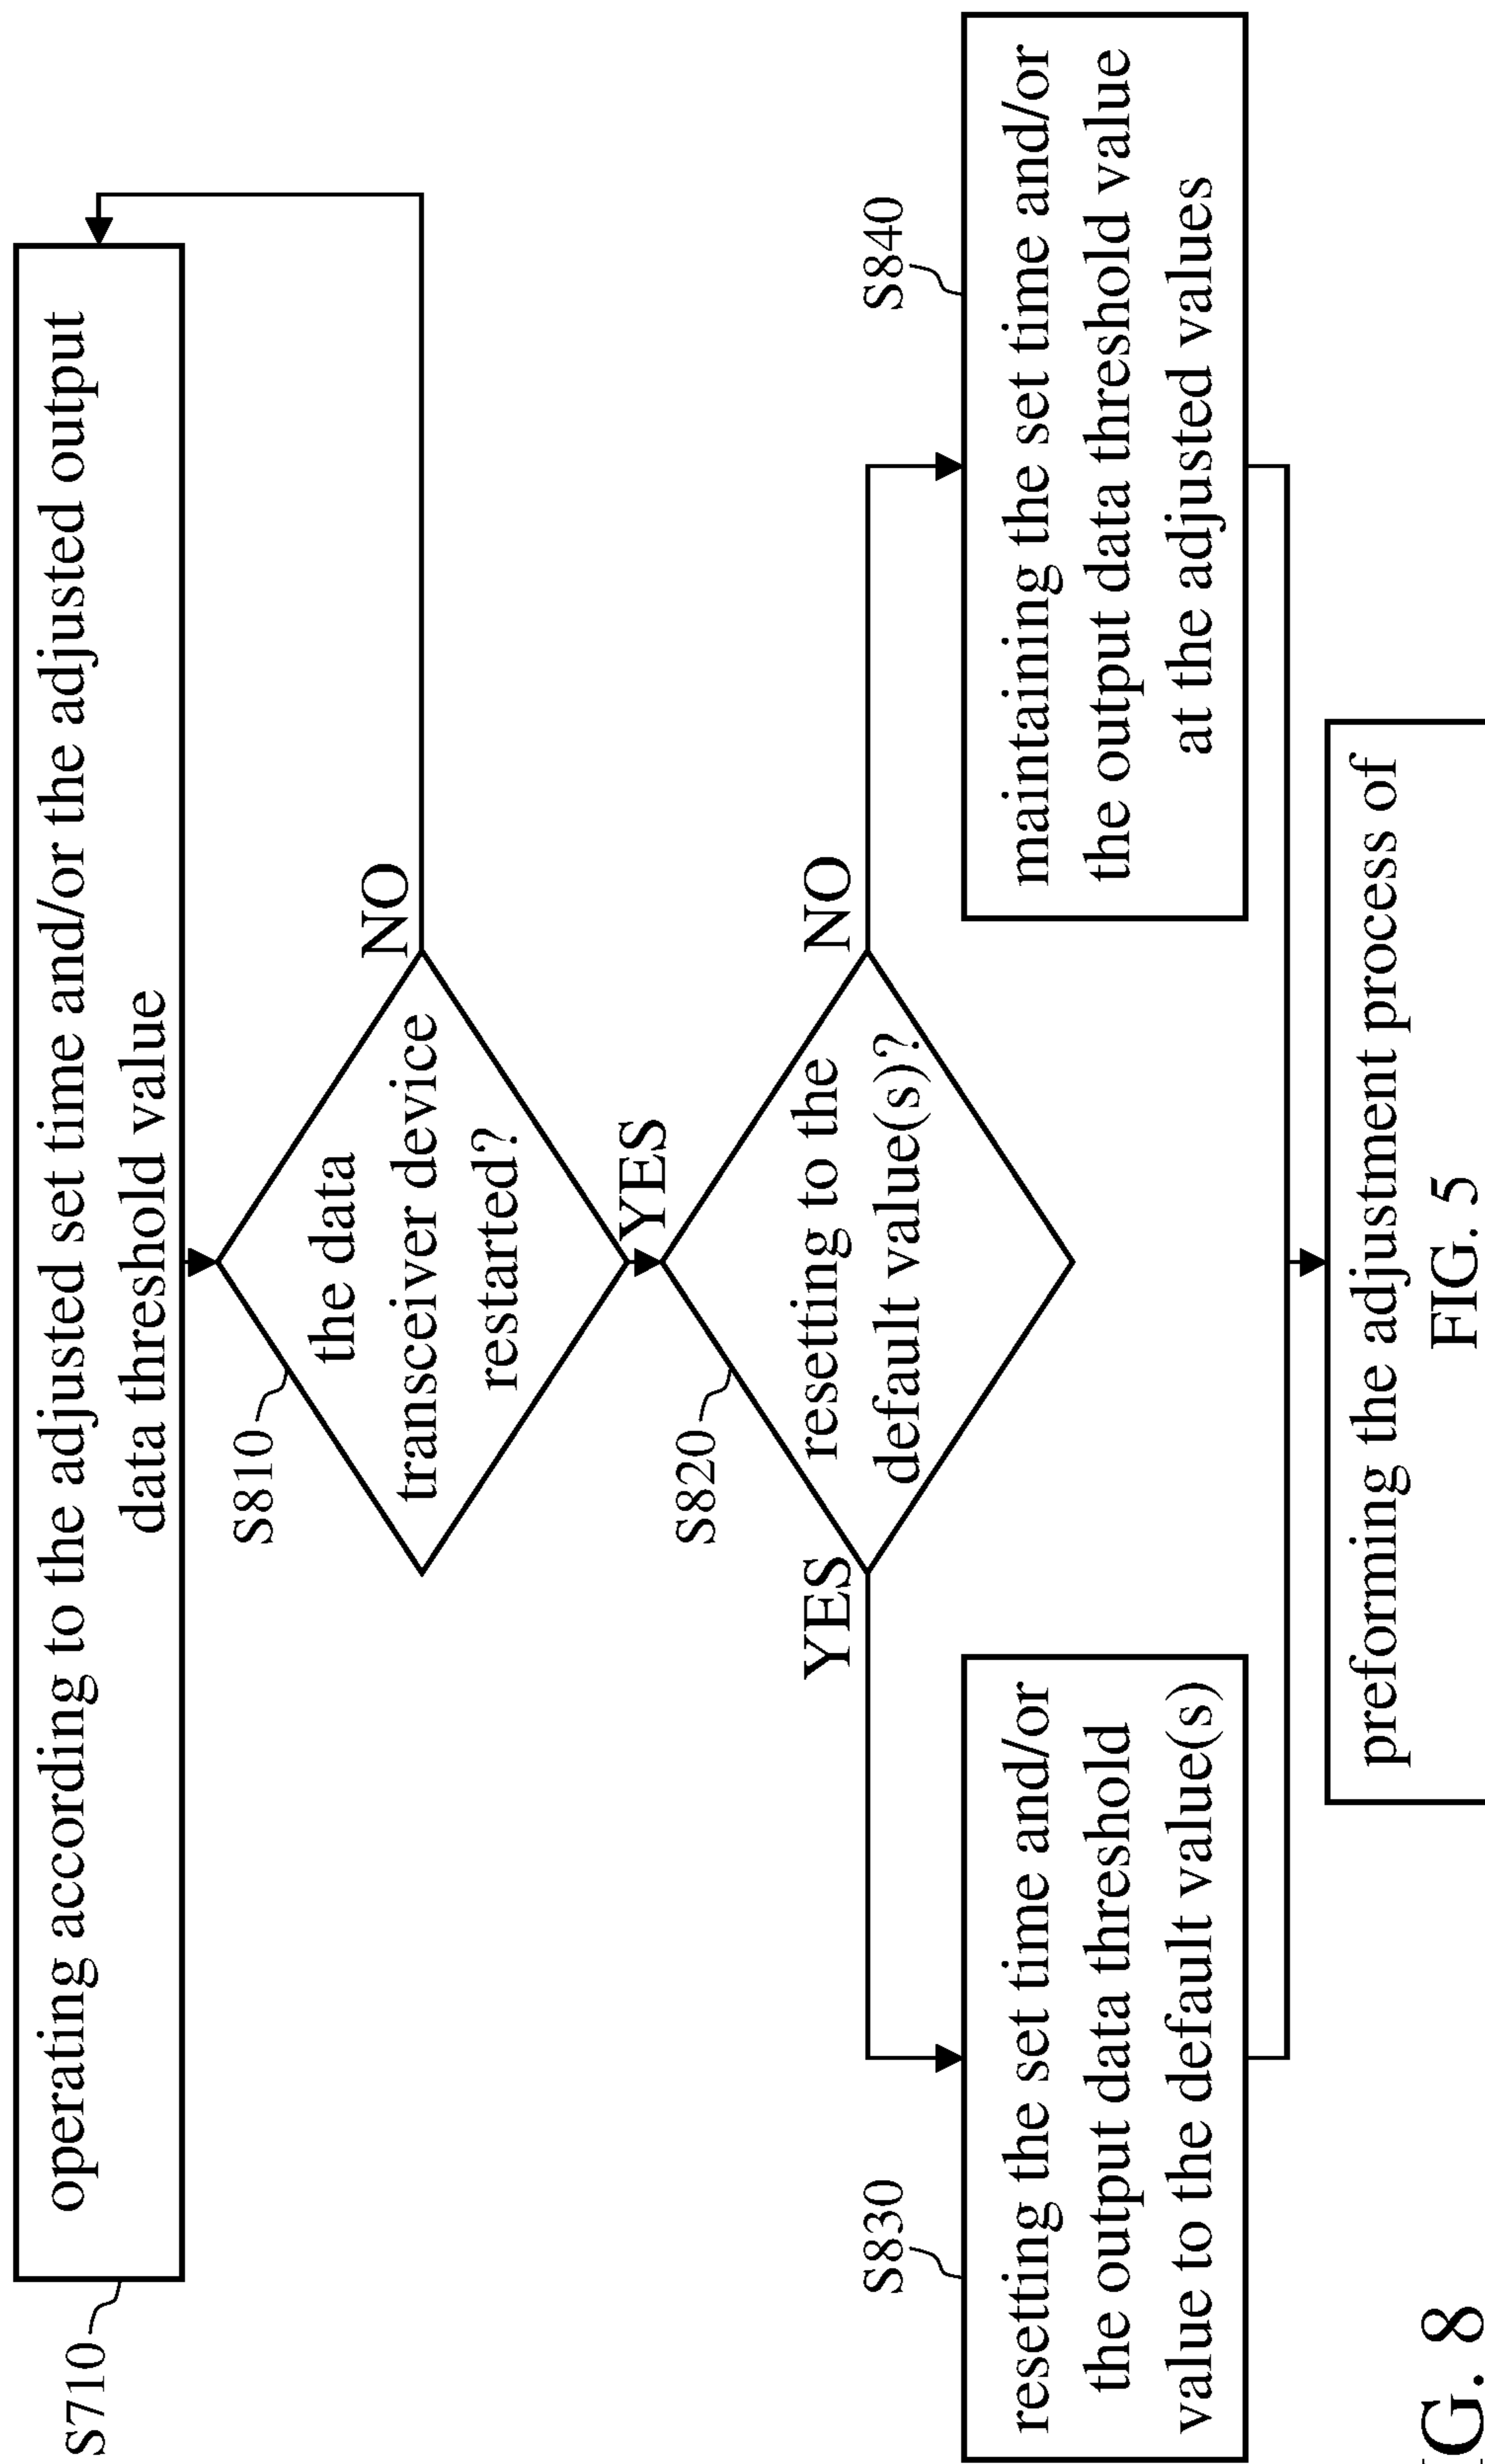 S710
operating according to the adjusted set time and/or the adjusted output
data threshold value
S810
the data
transceiver device
restarted?
NO
YES
S820
resetting to the
default value(s)?
YES
NO
S830
resetting the set time and/or
the output data threshold
value to the default value(s)
S840
maintaining the set time and/or
the output data threshold value
at the adjusted values
preforming the adjustment process of
FIG. 5
G. 8